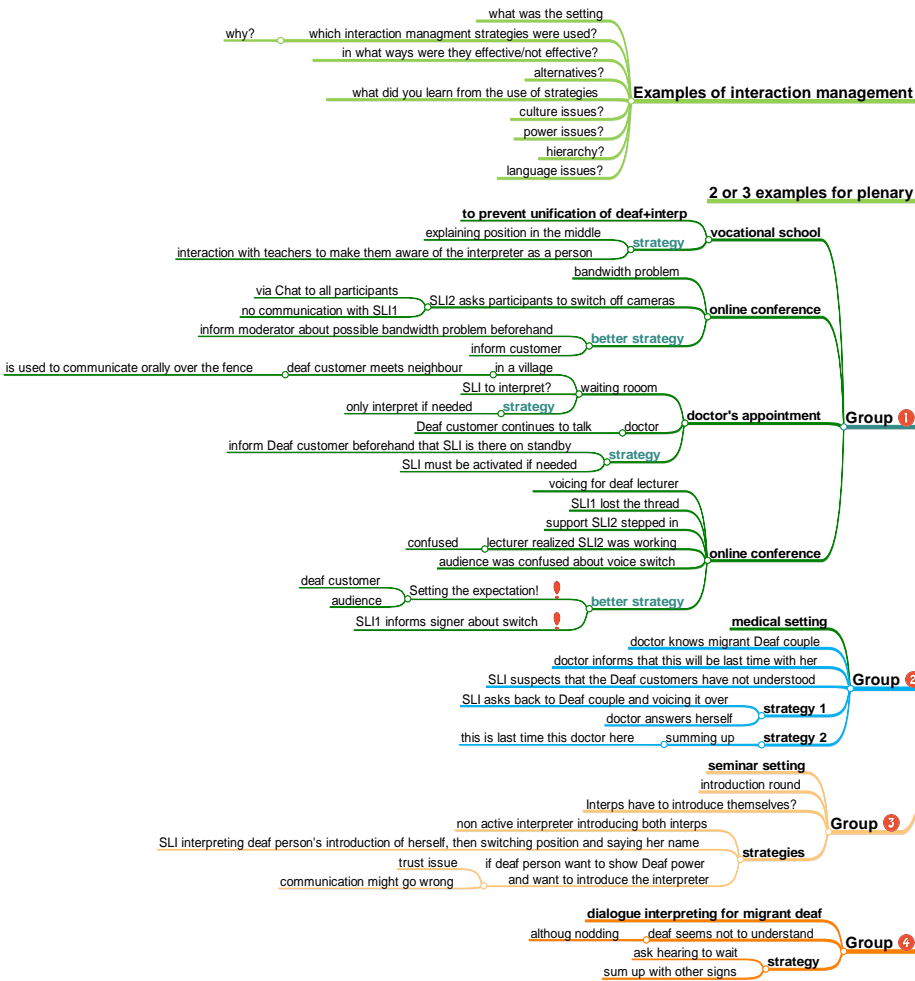 what was the setting
why?
which interaction managment strategies were used?
in what ways were they effective/not effective?
alternatives?
what did you learn from the use of strategies
Examples of interaction management
culture issues?
power issues?
hierarchy?
language issues?
2 or 3 examples for plenary
to prevent unification of deaf+interp
explaining position in the middle
strategy
vocational school
interaction with teachers to make them aware of the interpreter as a person
bandwidth problem
via Chat to all participants
SLI2 asks participants to switch off cameras
no communication with SLI1
online conference
inform moderator about possible bandwidth problem beforehand
better strategy
inform customer
is used to communicate orally over the fence
deaf customer meets neighbour
in a village
SLI to interpret?
waiting rooom
only interpret if needed
strategy
doctor's appointment
Group 1
Deaf customer continues to talk
doctor
inform Deaf customer beforehand that SLI is there on standby
strategy
SLI must be activated if needed
voicing for deaf lecturer
SLI1 lost the thread
support SLI2 stepped in
confused
lecturer realized SLI2 was working
online conference
audience was confused about voice switch
deaf customer
Setting the expectation!
audience
better strategy
SLI1 informs signer about switch
medical setting
doctor knows migrant Deaf couple
doctor informs that this will be last time with her
SLI suspects that the Deaf customers have not understood
Group 2
SLI asks back to Deaf couple and voicing it over
strategy 1
doctor answers herself
this is last time this doctor here
summing up
strategy 2
seminar setting
introduction round
Interps have to introduce themselves?
Group 3
non active interpreter introducing both interps
SLI interpreting deaf person's introduction of herself, then switching position and saying her name
strategies
trust issue
if deaf person want to show Deaf power
and want to introduce the interpreter
communication might go wrong
dialogue interpreting for migrant deaf
althoug nodding
deaf seems not to understand
Group 4
ask hearing to wait
strategy
sum up with other signs